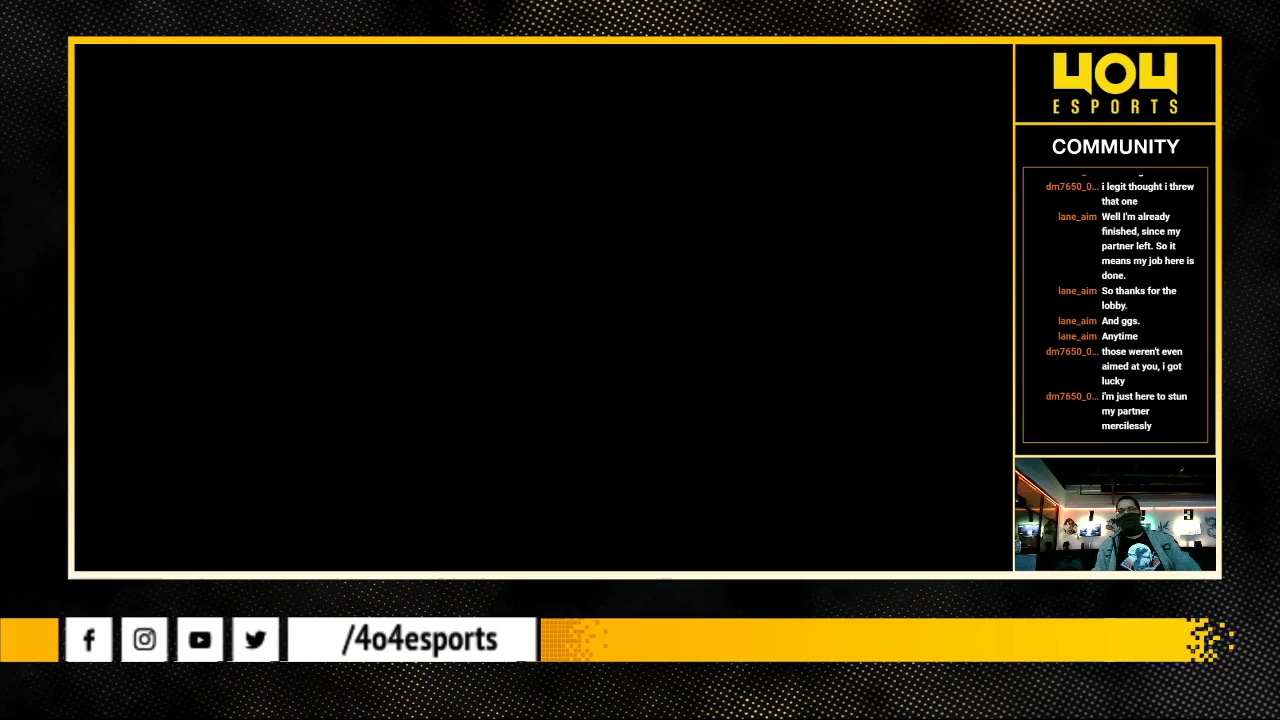 404
ESPORTS
COMMUNITY
dm7650_0... i legit thought i threw
that one
lane_aim Well I'm already
finished, since my
partner left. So it
means my job here is
done.
lane_aim So thanks for the
lobby.
lane_aim And ggs.
lane_aim Anytime
dm7650_0... those weren't even
aimed at you, i got
lucky
dm7650_0... i'm just here to stun
my partner
mercilessly
/4o4esports